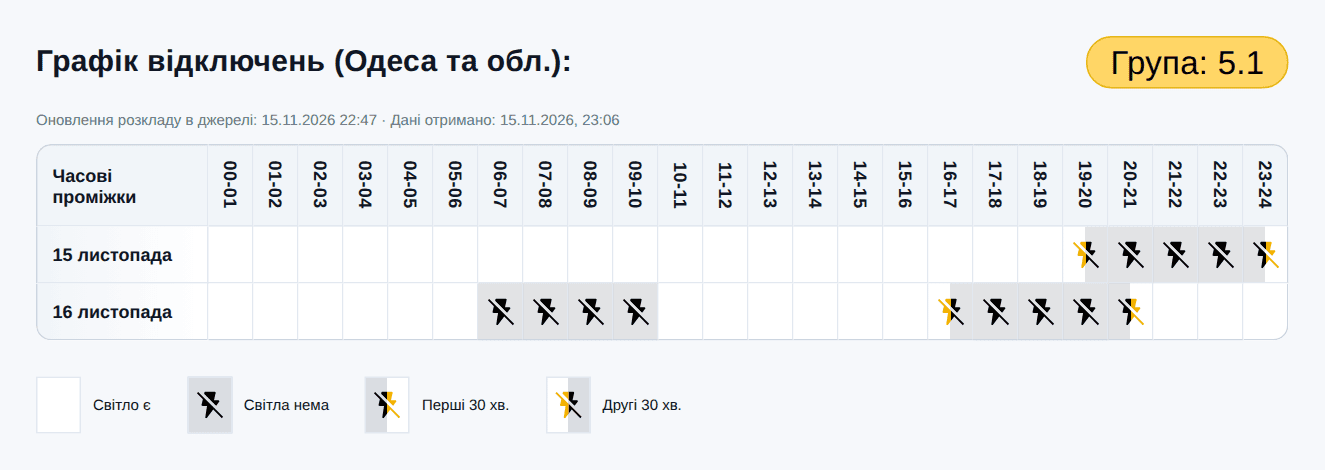 Графік відключень (Одеса та обл.):
Група: 5.1
Оновлення розкладу в джерелі: 15.11.2026 22:47 · Дані отримано: 15.11.2026, 23:06
Часові
проміжки
00-01
01-02
02-03
03-04
04-05
05-06
06-07
07-08
08-09
09-10
10-11
11-12
12-13
13-14
14-15
15-16
16-17
17-18
18-19
19-20
20-21
21-22
22-23
23-24
15 листопада
16 листопада
Світло є
Світла нема
Перші 30 хв.
Другі 30 хв.